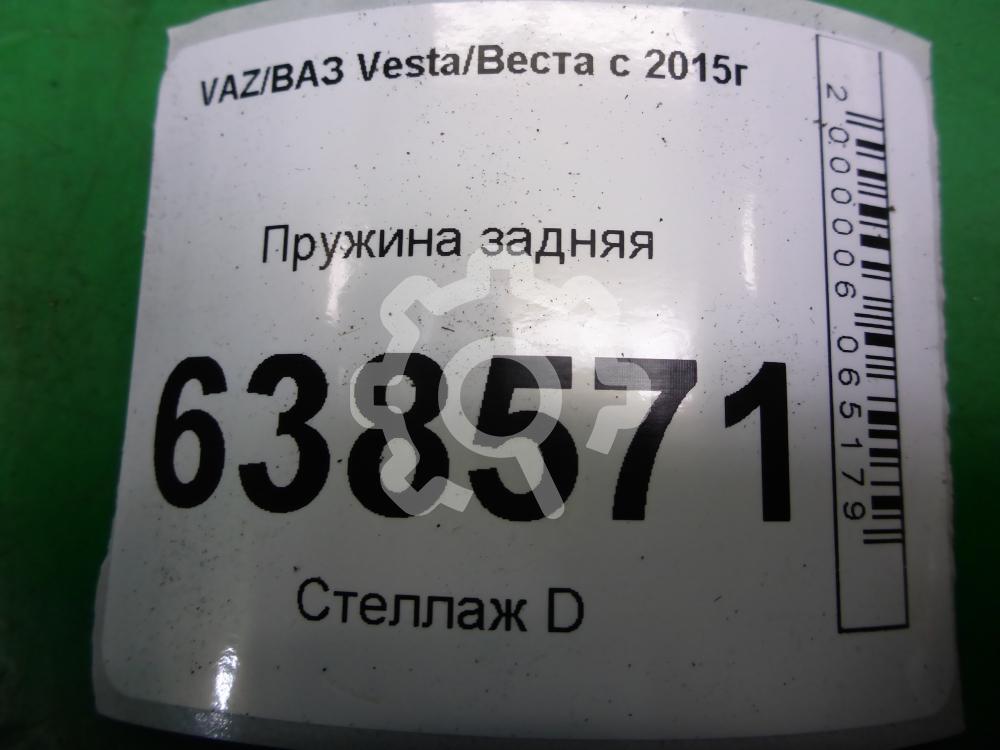 VAZ/ВАЗ Vesta/Веста с 2015г
Пружина задняя
638571
Стеллаж D
2000006065179